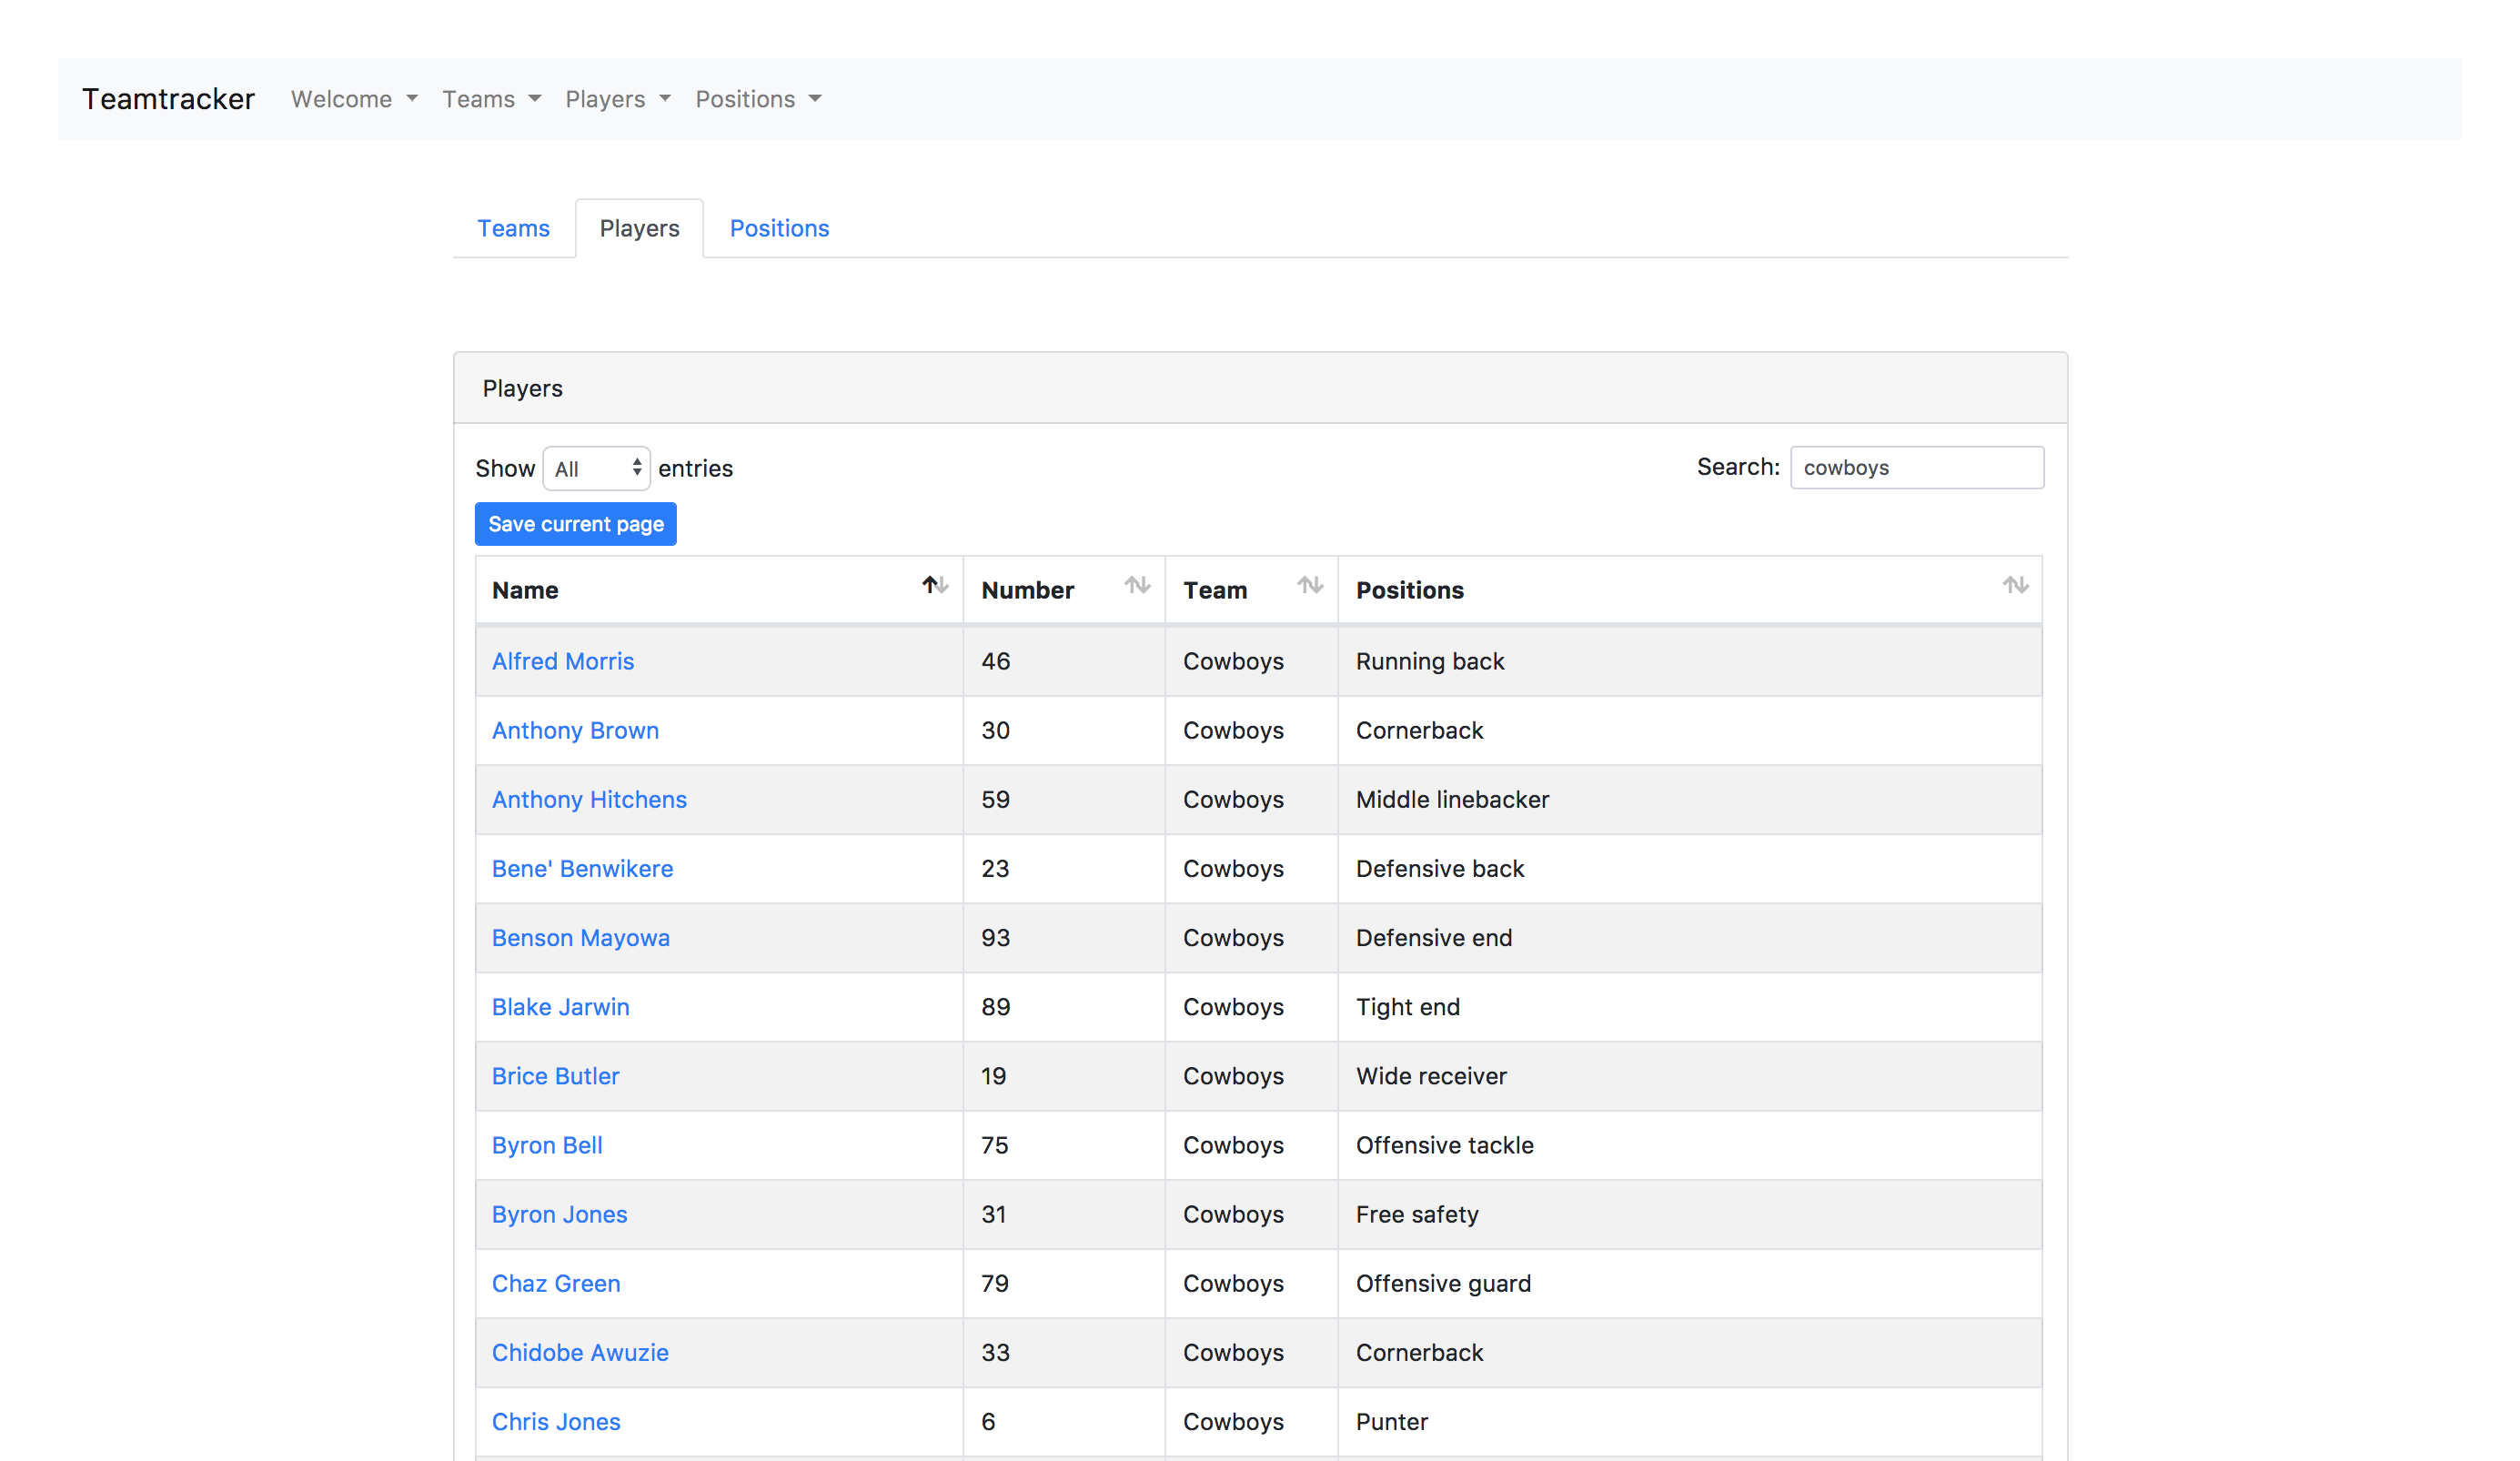 Teamtracker Welcome Teams Players Positions
Teams Players Positions
Players
Show All entries Search: cowboys
Save current page
Name Number Team Positions
Alfred Morris 46 Cowboys Running back
Anthony Brown 30 Cowboys Cornerback
Anthony Hitchens 59 Cowboys Middle linebacker
Bene' Benwikere 23 Cowboys Defensive back
Benson Mayowa 93 Cowboys Defensive end
Blake Jarwin 89 Cowboys Tight end
Brice Butler 19 Cowboys Wide receiver
Byron Bell 75 Cowboys Offensive tackle
Byron Jones 31 Cowboys Free safety
Chaz Green 79 Cowboys Offensive guard
Chidobe Awuzie 33 Cowboys Cornerback
Chris Jones 6 Cowboys Punter